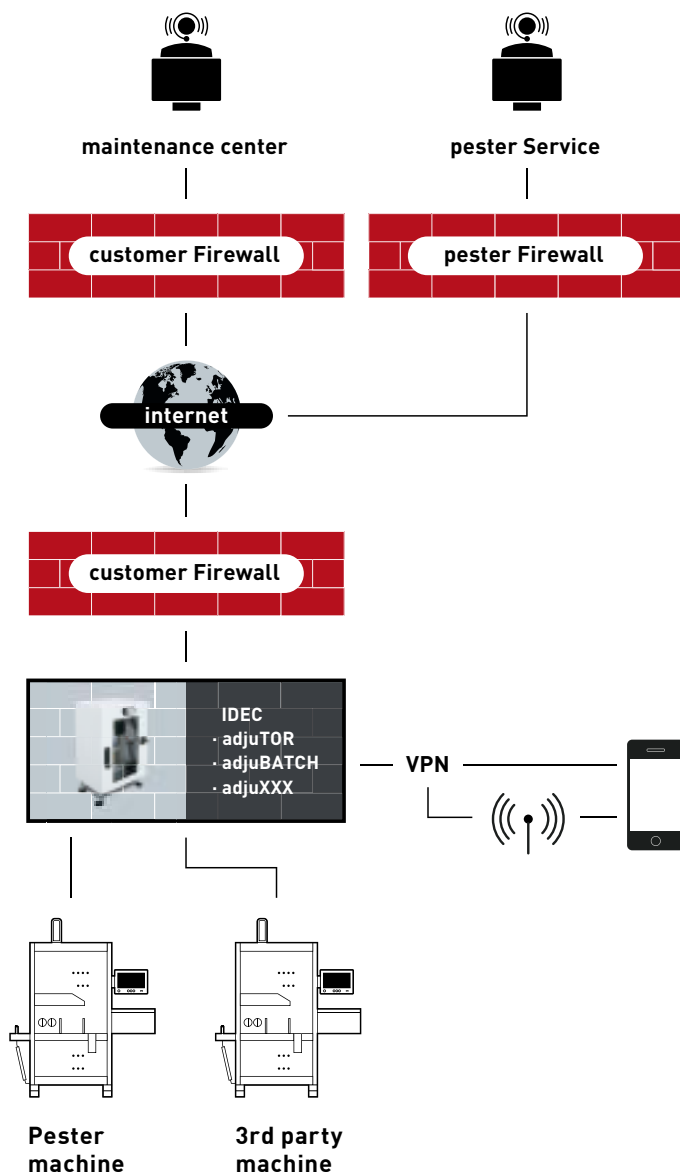 maintenance center
pester Service
customer Firewall
pester Firewall
internet
customer Firewall
IDEC
· adjuTOR
· adjuBATCH
· adjuXXX
VPN
Pester
machine
3rd party
machine